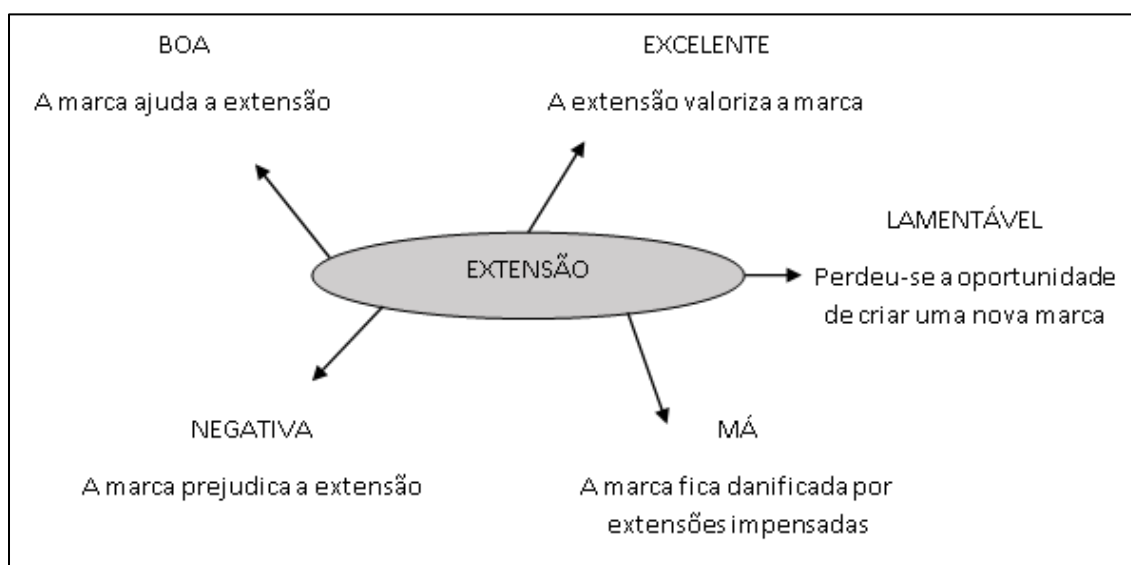 BOA
A marca ajuda a extensão
EXCELENTE
A extensão valoriza a marca
LAMENTÁVEL
Perdeu-se a oportunidade
de criar uma nova marca
EXTENSÃO
NEGATIVA
A marca prejudica a extensão
MÁ
A marca fica danificada por
extensões impensadas